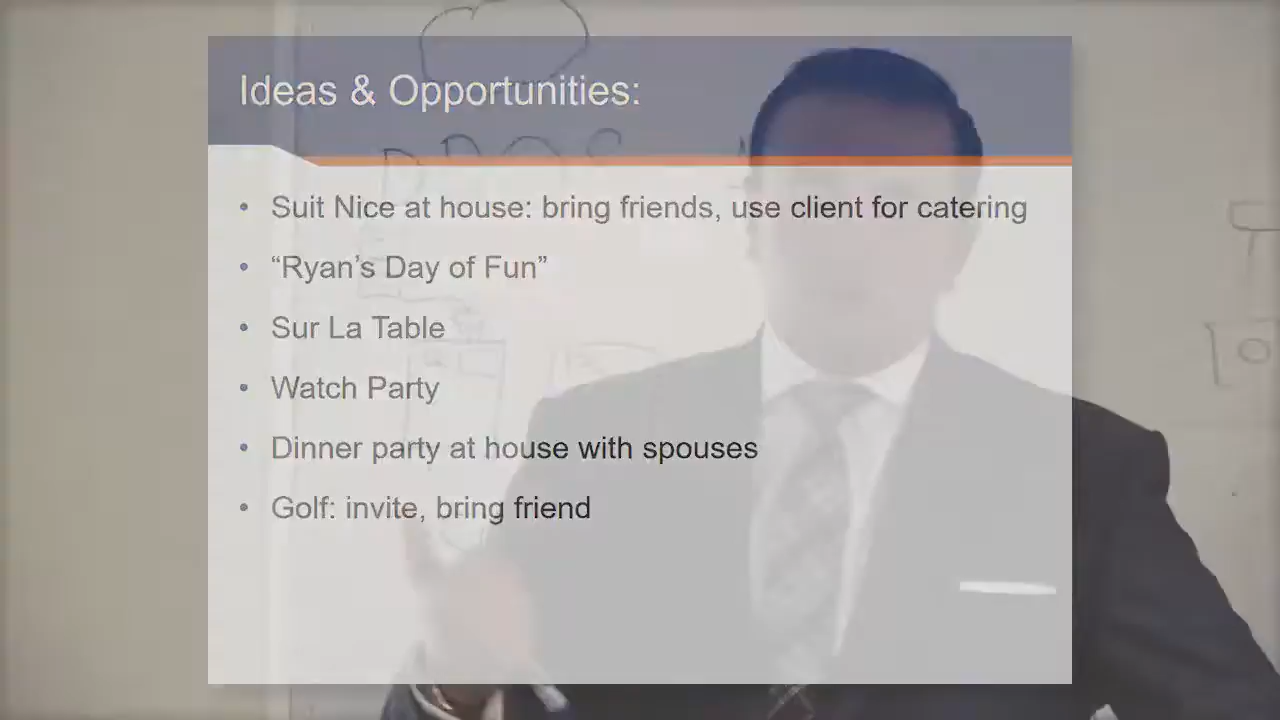 Ideas & Opportunities:
• Suit Nice at house: bring friends, use client for catering
• “Ryan’s Day of Fun”
• Sur La Table
• Watch Party
• Dinner party at house with spouses
• Golf: invite, bring friend